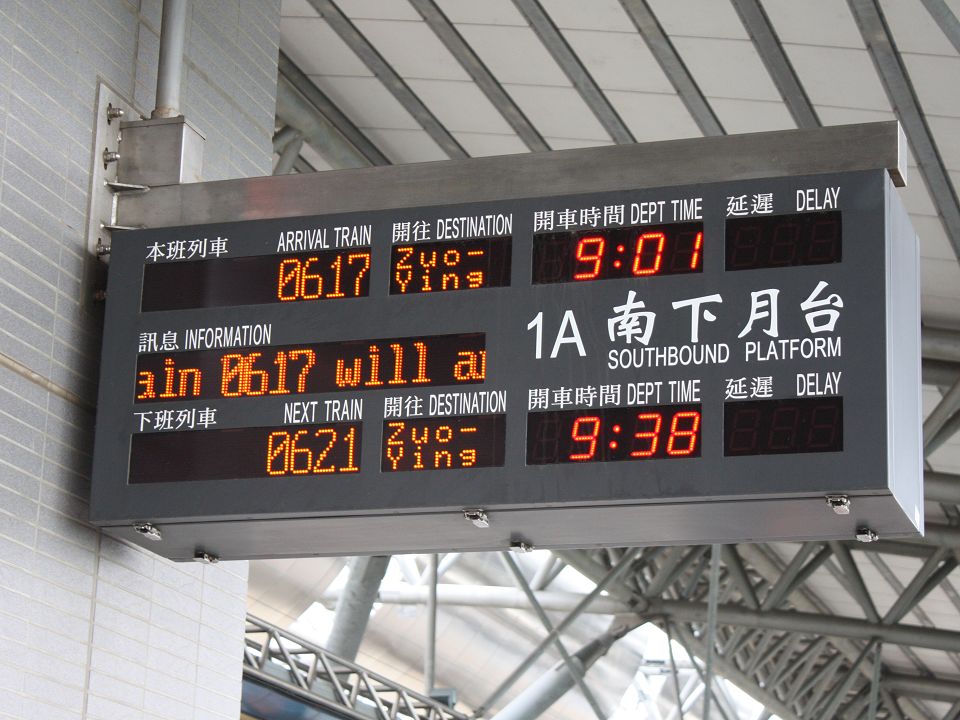 本班列車 ARRIVAL TRAIN 開往 DESTINATION 開車時間 DEPT TIME 延遲 DELAY
0617 Zuo-Ying 9:01
訊息 INFORMATION
ain 0617 will a
1A 南下月台
SOUTHBOUND PLATFORM
下班列車 NEXT TRAIN 開往 DESTINATION 開車時間 DEPT TIME 延遲 DELAY
0621 Zuo-Ying 9:38